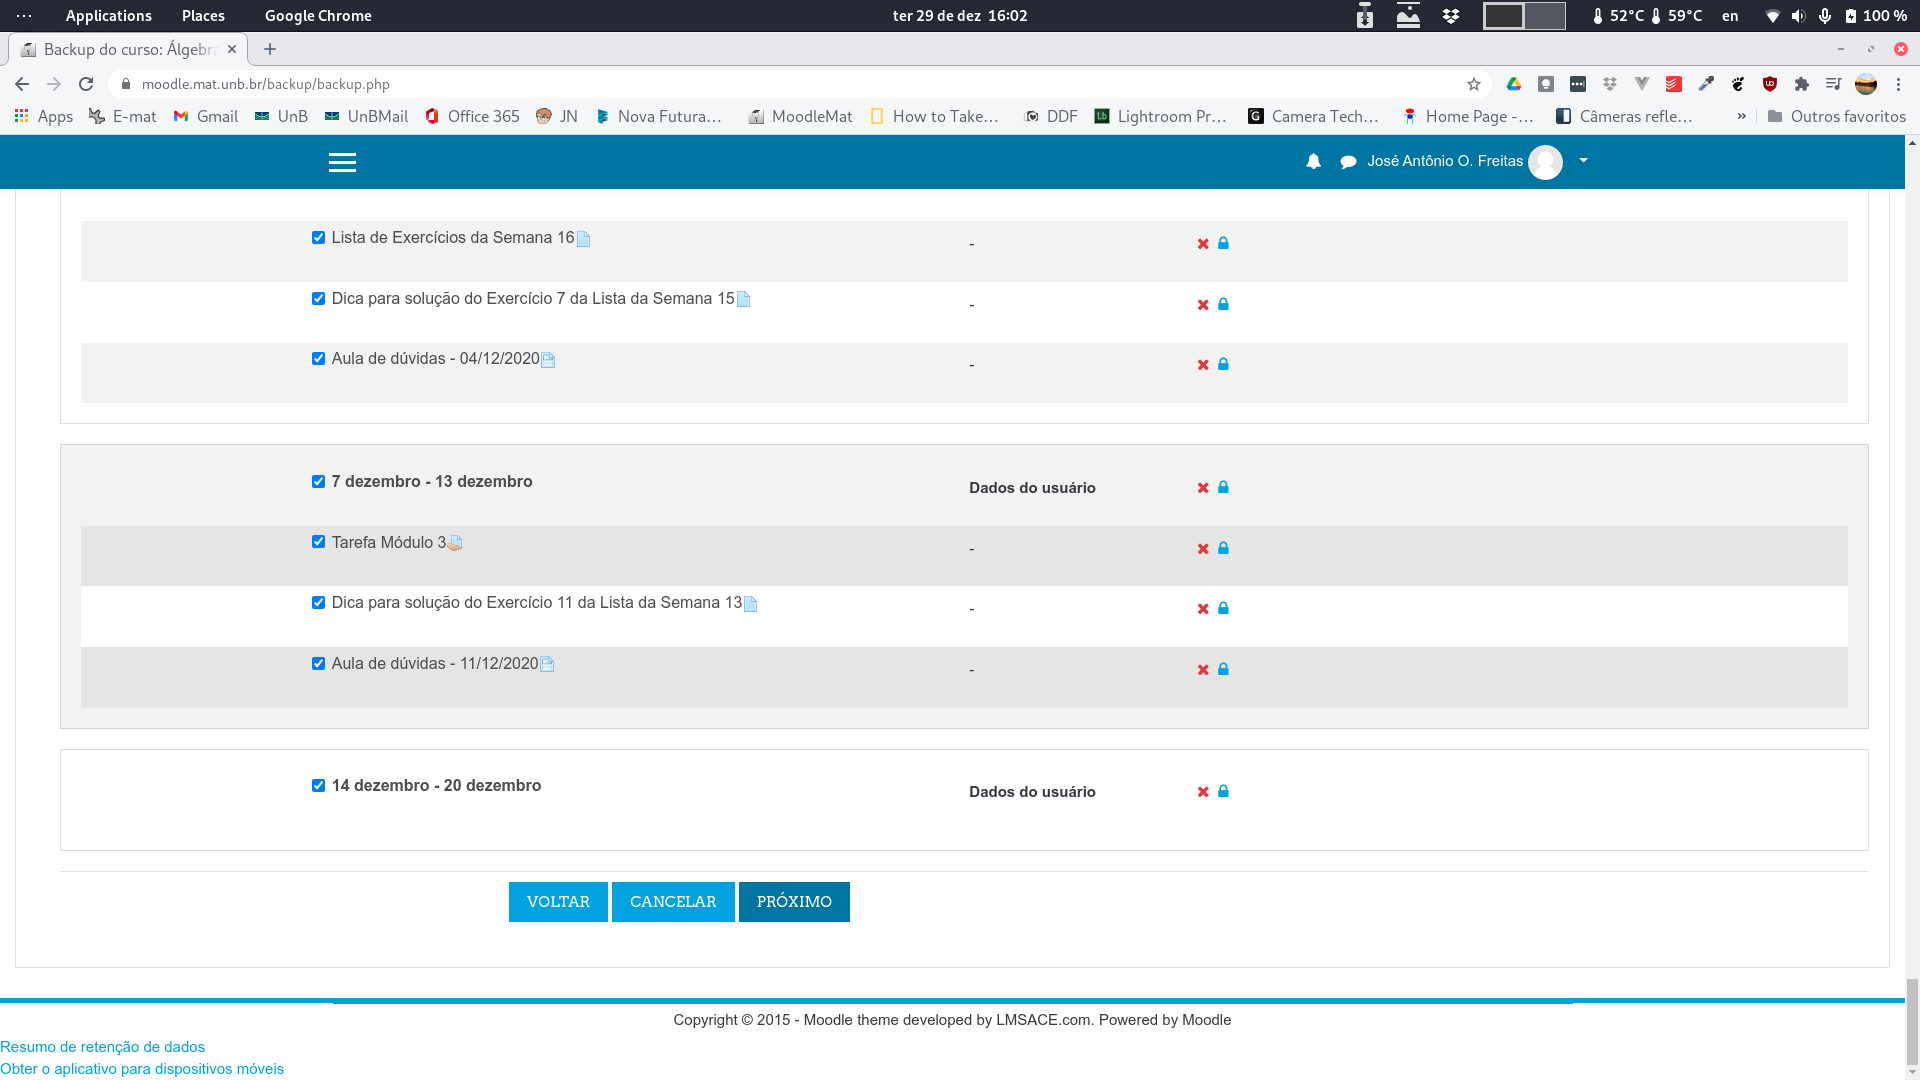 Applications Places Google Chrome ter 29 de dez 16:02 52°C 59°C en 100 %
Backup do curso: Álgebra
moodle.mat.unb.br/backup/backup.php
Apps E-mat Gmail UnB UnBMail Office 365 JN Nova Futura... MoodleMat How to Take... DDF Lightroom Pr... Camera Tech... Home Page -... Câmeras refle... » Outros favoritos
José Antônio O. Freitas
Lista de Exercícios da Semana 16 -
Dica para solução do Exercício 7 da Lista da Semana 15 -
Aula de dúvidas - 04/12/2020 -
7 dezembro - 13 dezembro Dados do usuário
Tarefa Módulo 3 -
Dica para solução do Exercício 11 da Lista da Semana 13 -
Aula de dúvidas - 11/12/2020 -
14 dezembro - 20 dezembro Dados do usuário
VOLTAR CANCELAR PRÓXIMO
Copyright © 2015 - Moodle theme developed by LMSACE.com. Powered by Moodle
Resumo de retenção de dados
Obter o aplicativo para dispositivos móveis